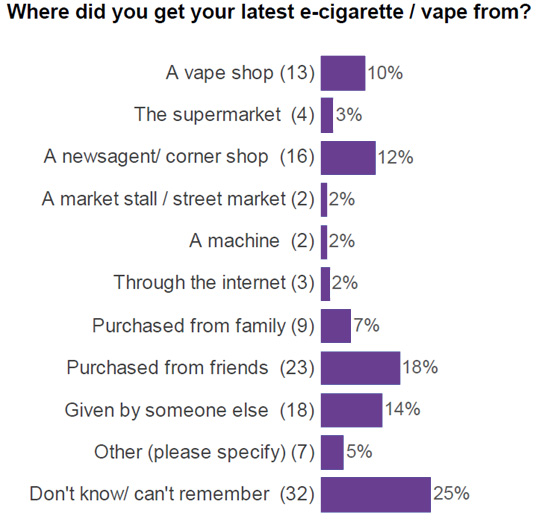 Where did you get your latest e-cigarette / vape from?
A vape shop (13) 10%
The supermarket (4) 3%
A newsagent/ corner shop (16) 12%
A market stall / street market (2) 2%
A machine (2) 2%
Through the internet (3) 2%
Purchased from family (9) 7%
Purchased from friends (23) 18%
Given by someone else (18) 14%
Other (please specify) (7) 5%
Don't know/ can't remember (32) 25%